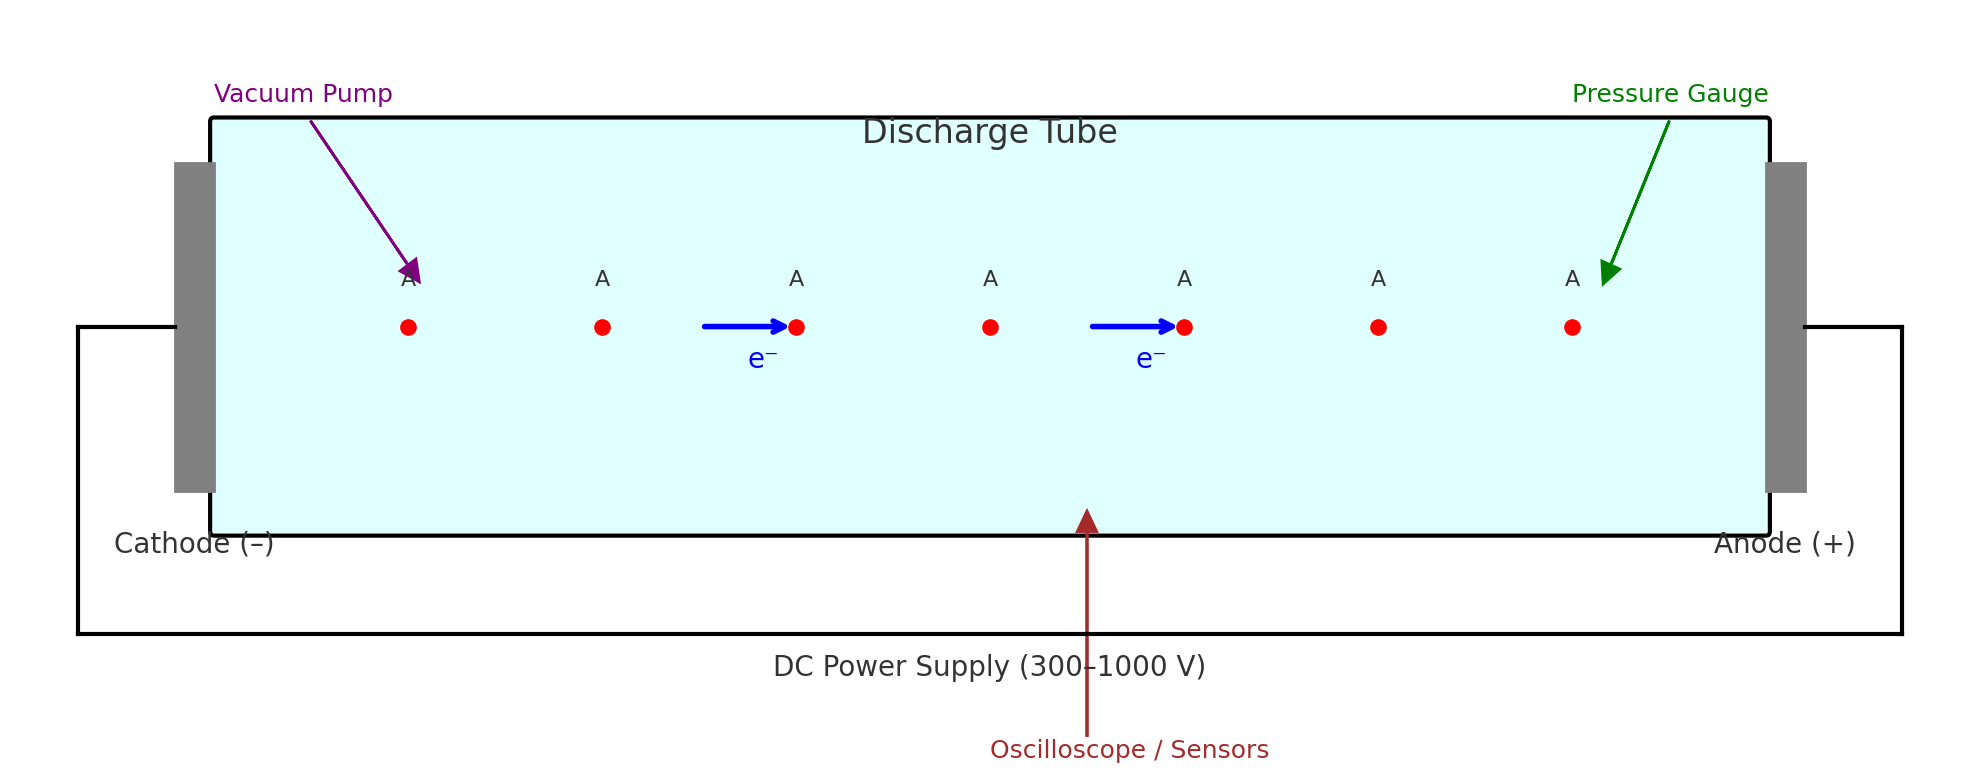 Vacuum Pump
Pressure Gauge
Discharge Tube
A A A A A A A
e⁻ e⁻
Cathode (–)
Anode (+)
DC Power Supply (300–1000 V)
Oscilloscope / Sensors